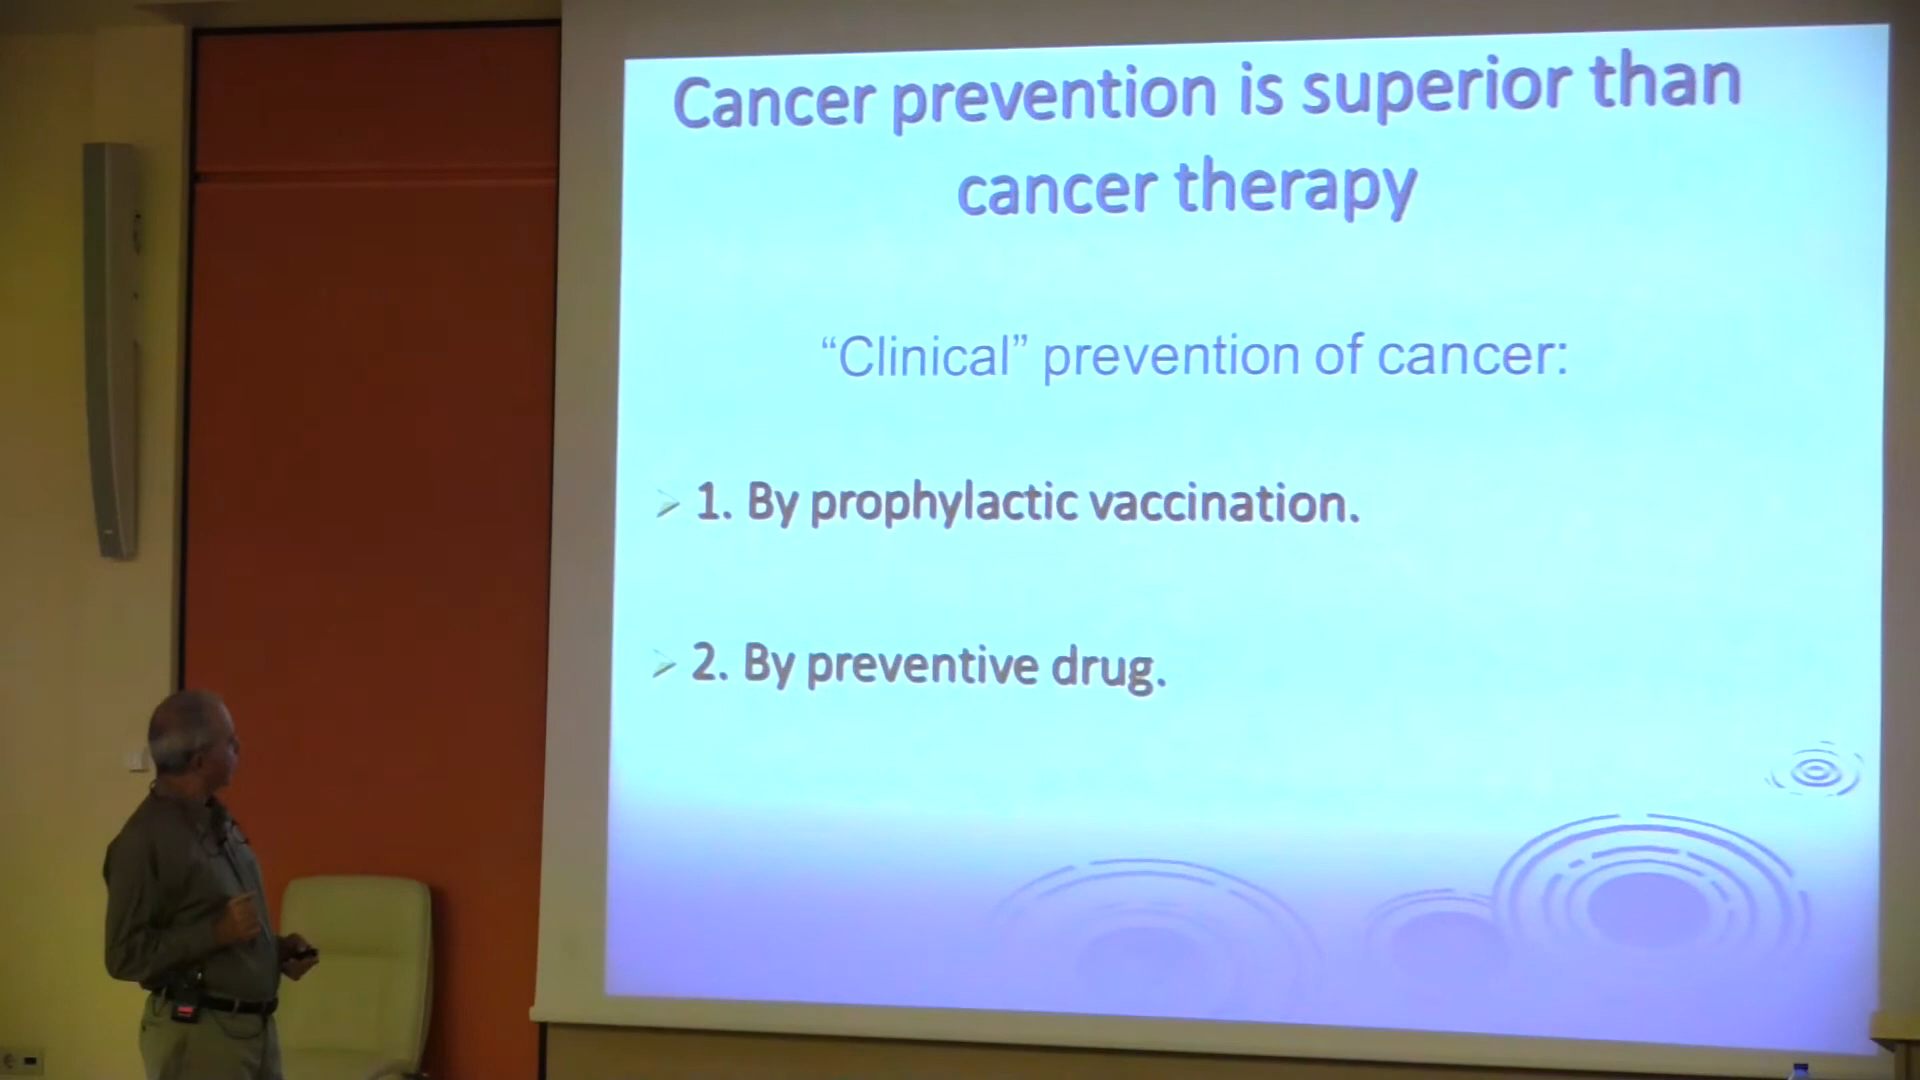 Cancer prevention is superior than
cancer therapy
“Clinical” prevention of cancer:
1. By prophylactic vaccination.
2. By preventive drug.